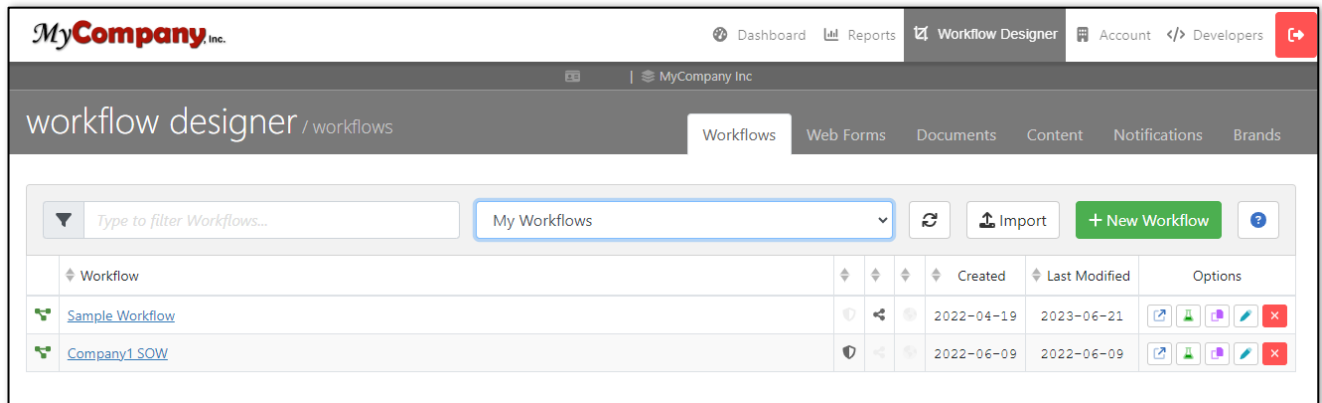 MyCompany, Inc.
Dashboard Reports Workflow Designer Account </> Developers
| MyCompany Inc
workflow designer / workflows
Workflows Web Forms Documents Content Notifications Brands
Type to filter Workflows... My Workflows Import + New Workflow ?
Workflow Created Last Modified Options
Sample Workflow 2022-04-19 2023-06-21
Company1 SOW 2022-06-09 2022-06-09